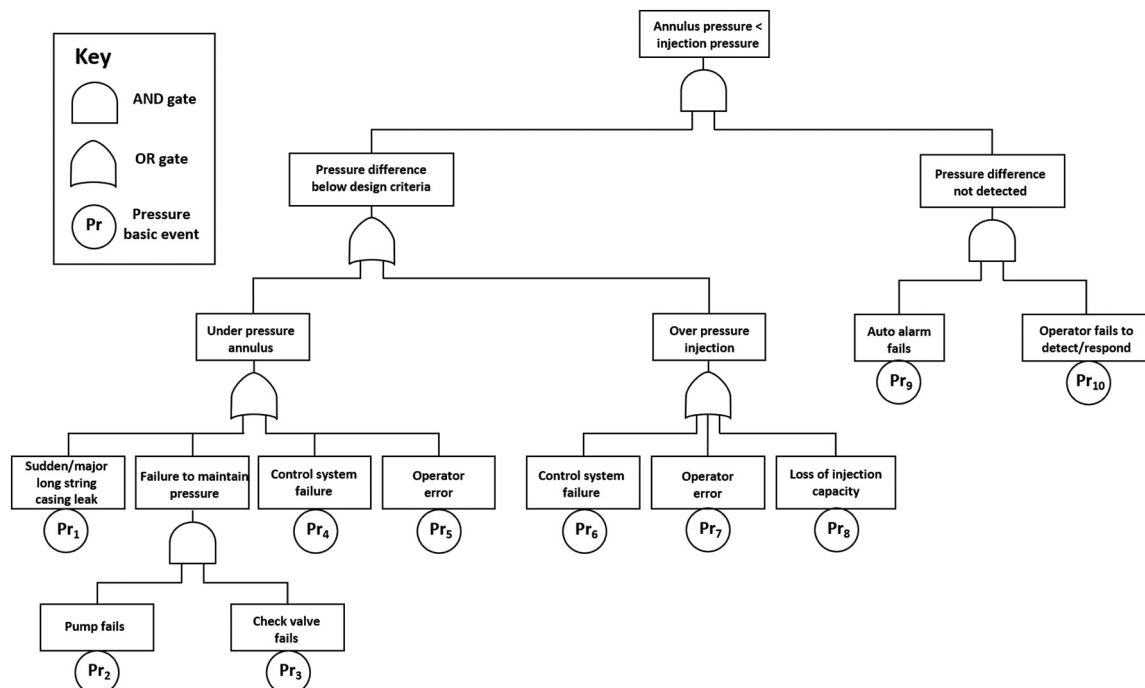 Key
AND gate
OR gate
Pr
Pressure
basic event
Annulus pressure <
injection pressure
Pressure difference
below design criteria
Pressure difference
not detected
Under pressure
annulus
Over pressure
injection
Auto alarm
fails
Pr9
Operator fails to
detect/respond
Pr10
Sudden/major
long string
casing leak
Pr1
Failure to maintain
pressure
Control system
failure
Pr4
Operator
error
Pr5
Control system
failure
Pr6
Operator
error
Pr7
Loss of injection
capacity
Pr8
Pump fails
Pr2
Check valve
fails
Pr3